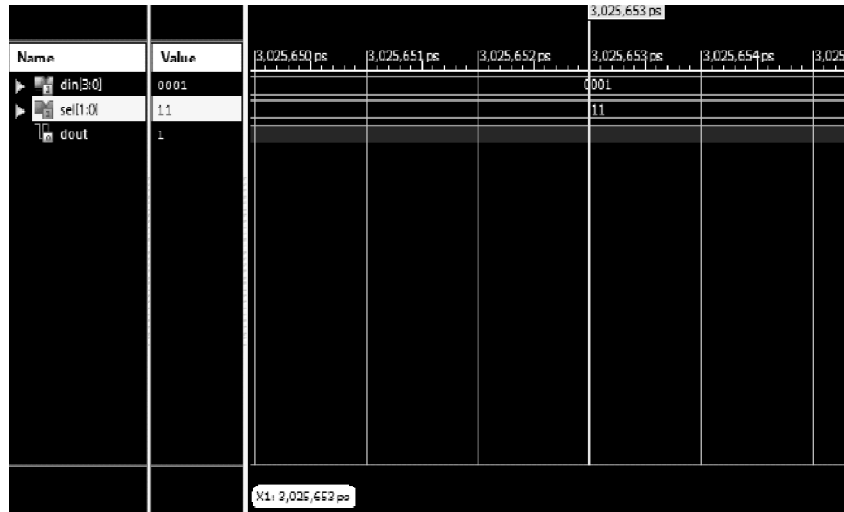 3,025,653 ps
Name Value 3,025,650 ps 3,025,651 ps 3,025,652 ps 3,025,653 ps 3,025,654 ps 3,025
din[3:0] 0001 0001
sel[1:0] 11 11
dout 1
X1: 3,025,653 ps